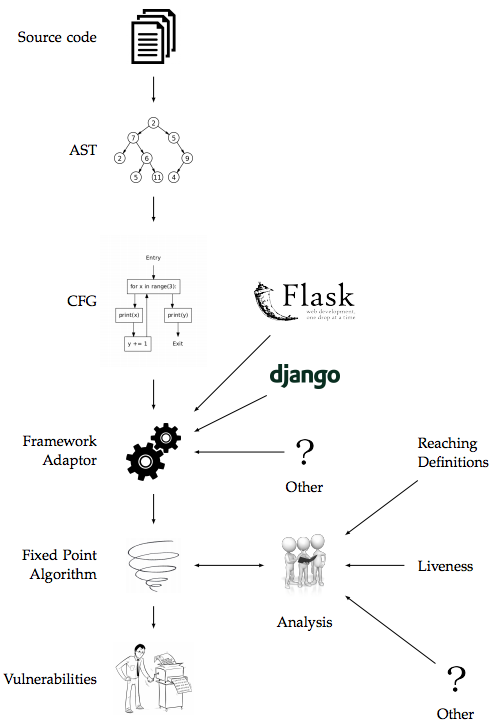 Source code
AST
2
7
5
2
6
9
5
11
4
CFG
Entry
for x in range(3):
print(x)
print(y)
y += 1
Exit
Flask
web development,
one drop at a time
django
Framework
Adaptor
?
Other
Reaching
Definitions
Fixed Point
Algorithm
Analysis
Liveness
Vulnerabilities
?
Other